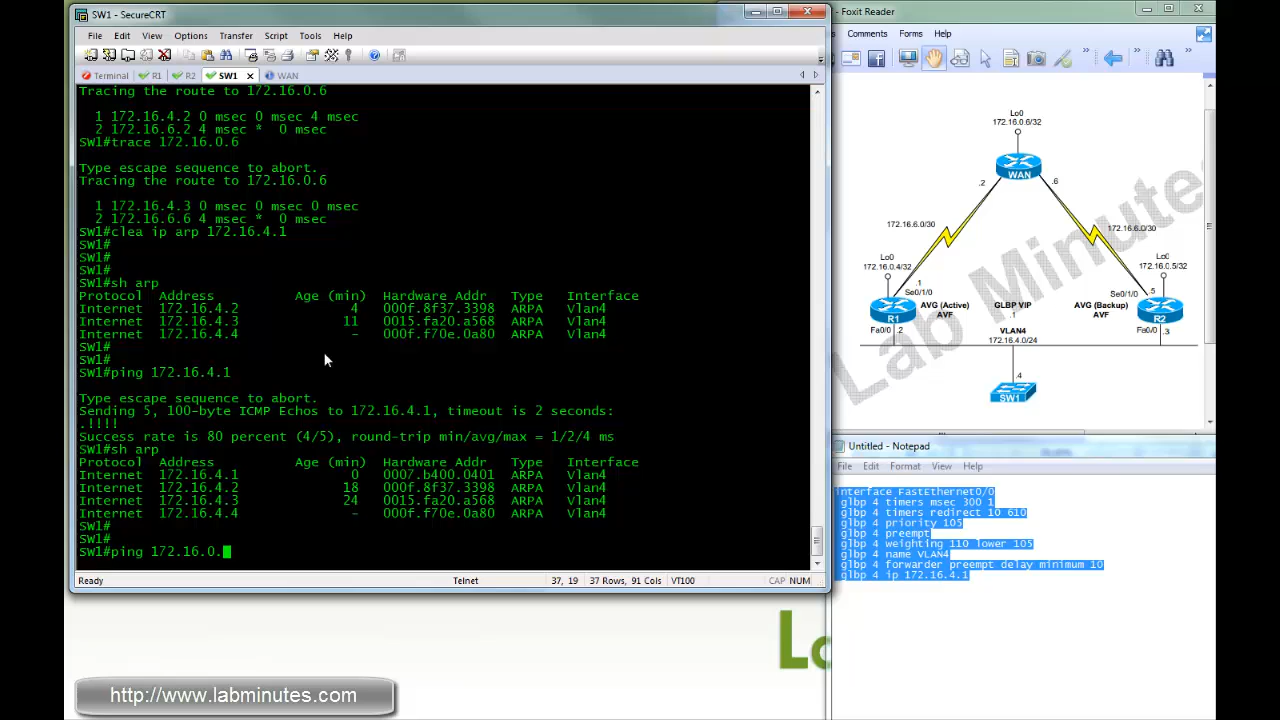 SW1 - SecureCRT
File Edit View Options Transfer Script Tools Help
Terminal R1 R2 SW1 x WAN
Tracing the route to 172.16.0.6
1 172.16.4.2 0 msec 0 msec 4 msec
2 172.16.6.2 4 msec * 0 msec
SW1#trace 172.16.0.6
Type escape sequence to abort.
Tracing the route to 172.16.0.6
1 172.16.4.3 0 msec 0 msec 0 msec
2 172.16.6.6 4 msec * 0 msec
SW1#clea ip arp 172.16.4.1
SW1#
SW1#
SW1#
SW1#sh arp
Protocol Address Age (min) Hardware Addr Type Interface
Internet 172.16.4.2 4 000f.8f37.3398 ARPA Vlan4
Internet 172.16.4.3 11 0015.fa20.a568 ARPA Vlan4
Internet 172.16.4.4 - 000f.f70e.0a80 ARPA Vlan4
SW1#
SW1#
SW1#ping 172.16.4.1
Type escape sequence to abort.
Sending 5, 100-byte ICMP Echos to 172.16.4.1, timeout is 2 seconds:
.!!!!
Success rate is 80 percent (4/5), round-trip min/avg/max = 1/2/4 ms
SW1#sh arp
Protocol Address Age (min) Hardware Addr Type Interface
Internet 172.16.4.1 0 0007.b400.0401 ARPA Vlan4
Internet 172.16.4.2 18 000f.8f37.3398 ARPA Vlan4
Internet 172.16.4.3 24 0015.fa20.a568 ARPA Vlan4
Internet 172.16.4.4 - 000f.f70e.0a80 ARPA Vlan4
SW1#
SW1#
SW1#ping 172.16.0.
Ready Telnet 37, 19 37 Rows, 91 Cols VT100 CAP NUM
Foxit Reader
Comments Forms Help
Lab Minutes
Lo0
172.16.0.6/32
WAN
.2 .6
172.16.6.0/30
172.16.6.0/30
Lo0
172.16.0.4/32
Lo0
172.16.0.5/32
Se0/1/0 .1
Se0/1/0 .5
R1
AVG (Active)
AVF
GLBP VIP
.1
AVG (Backup)
AVF
R2
Fa0/0 .2
VLAN4
172.16.4.0/24
Fa0/0 .3
.4
SW1
Untitled - Notepad
File Edit Format View Help
interface FastEthernet0/0
glbp 4 timers msec 300 1
glbp 4 timers redirect 10 610
glbp 4 priority 105
glbp 4 preempt
glbp 4 weighting 110 lower 105
glbp 4 name VLAN4
glbp 4 forwarder preempt delay minimum 10
glbp 4 ip 172.16.4.1
http://www.labminutes.com